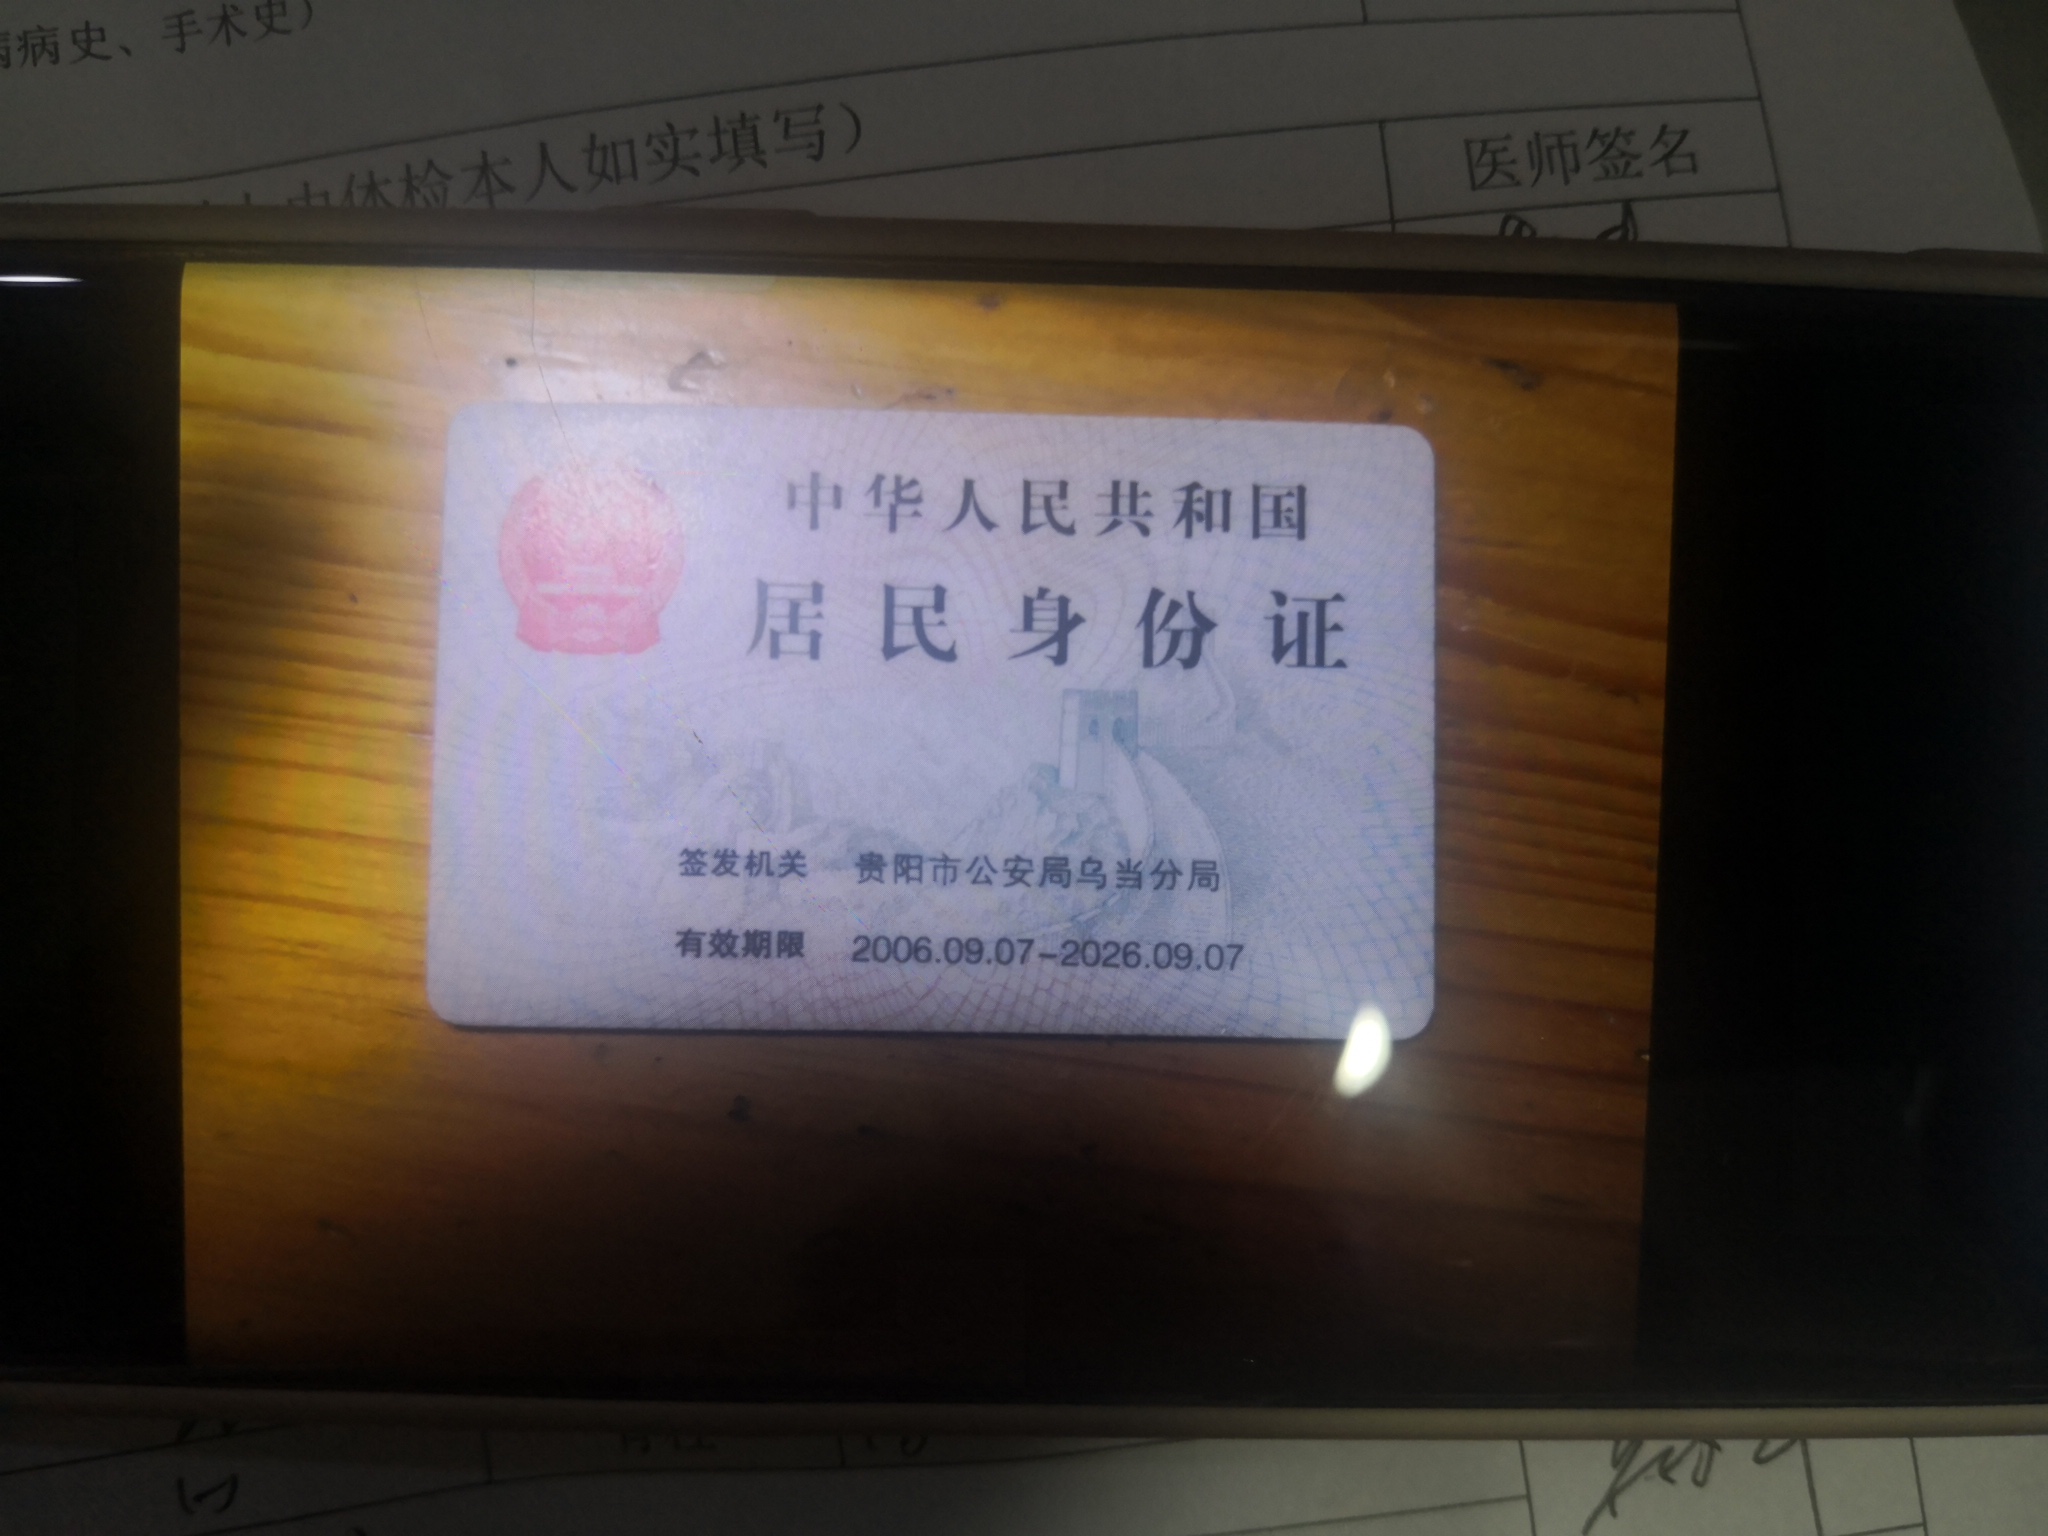 病病史、手术史）
体检本人如实填写）
医师签名
中华人民共和国
居民身份证
签发机关 贵阳市公安局乌当分局
有效期限 2006.09.07-2026.09.07